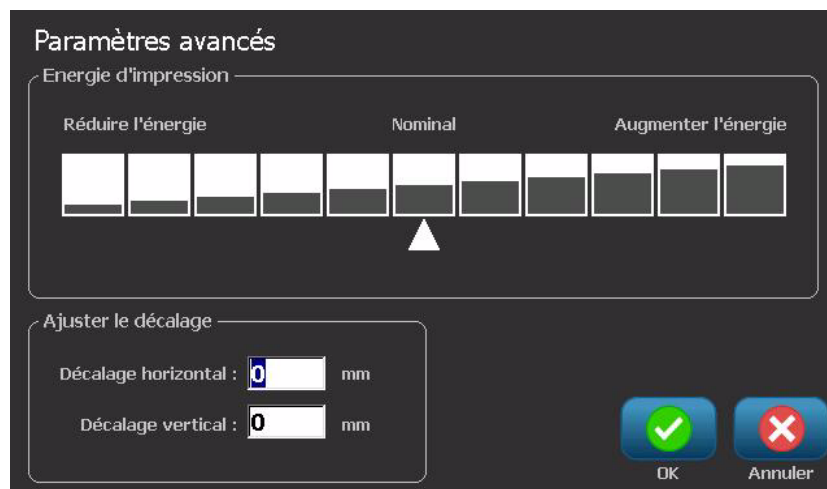 Paramètres avancés
Energie d'impression
Réduire l'énergie Nominal Augmenter l'énergie
Ajuster le décalage
Décalage horizontal : 0 mm
Décalage vertical : 0 mm
OK Annuler